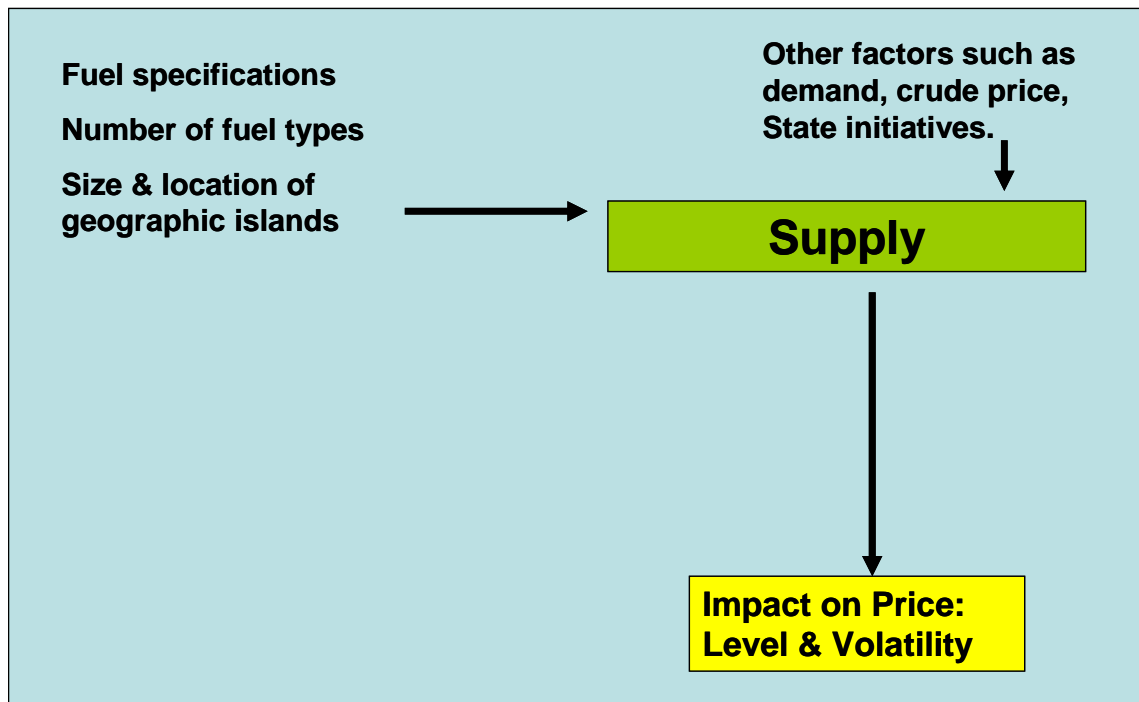 Fuel specifications
Number of fuel types
Size & location of
geographic islands
Other factors such as
demand, crude price,
State initiatives.
Supply
Impact on Price:
Level & Volatility